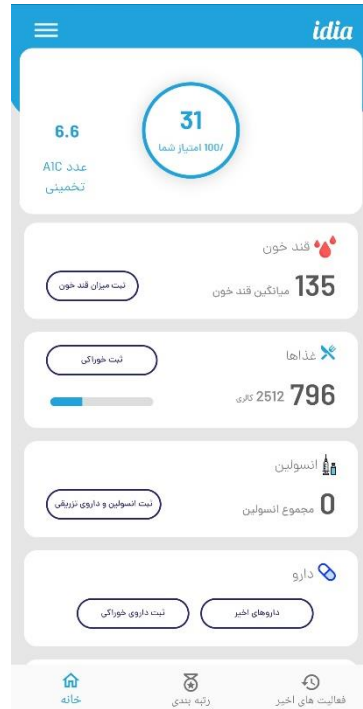 idia
31
/100 امتیاز شما
6.6
عدد A1C
تخمینی
قند خون
135 میانگین قند خون
ثبت میزان قند خون
غذاها
796 2512 کالری
ثبت خوراکی
انسولین
0 مجموع انسولین
ثبت انسولین و داروی تزریقی
دارو
داروهای اخیر
ثبت داروی خوراکی
فعالیت های اخیر
رتبه بندی
خانه